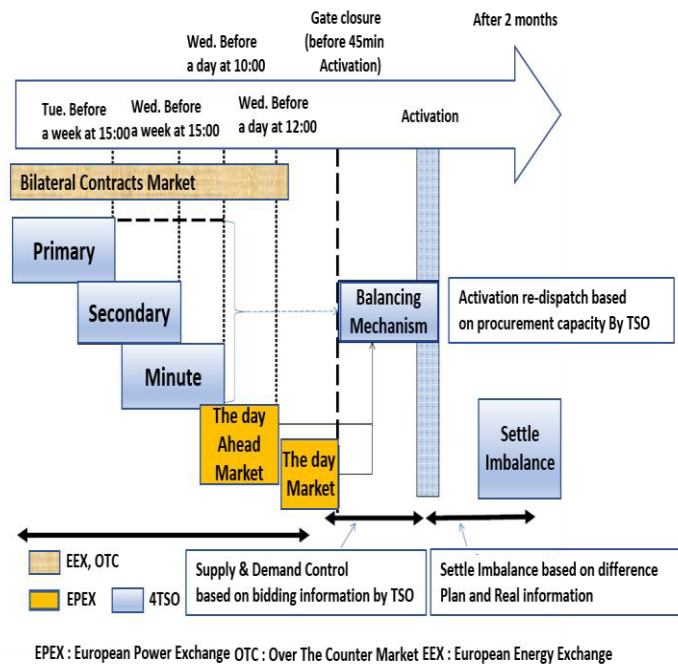 After 2 months
Gate closure
(before 45min
Activation)
Wed. Before
a day at 10:00
Tue. Before
a week at 15:00
Wed. Before
a week at 15:00
Wed. Before
a day at 12:00
Activation
Bilateral Contracts Market
Primary
Secondary
Minute
The day
Ahead
Market
The day
Market
Balancing
Mechanism
Activation re-dispatch based
on procurement capacity By TSO
Settle
Imbalance
EEX, OTC
EPEX
4TSO
Supply & Demand Control
based on bidding information by TSO
Settle Imbalance based on difference
Plan and Real information
EPEX : European Power Exchange OTC : Over The Counter Market EEX : European Energy Exchange